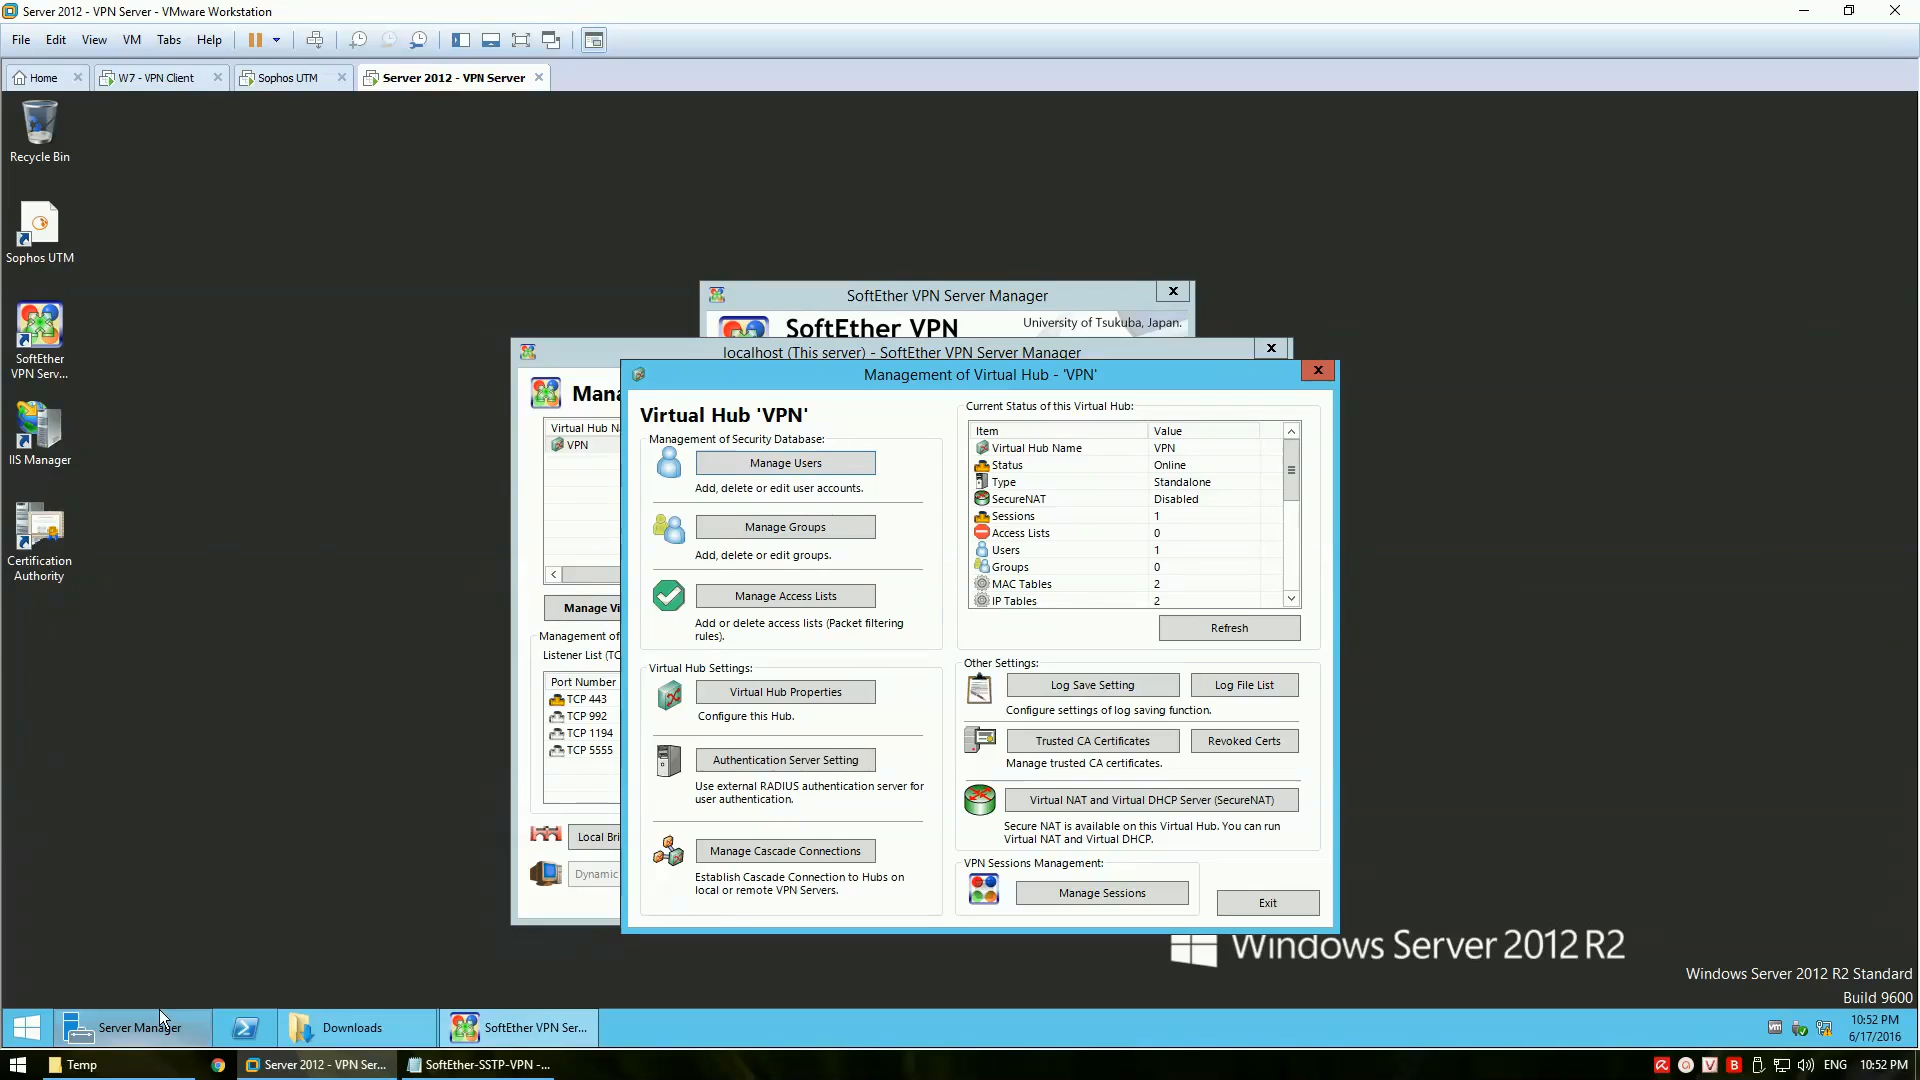 Server 2012 - VPN Server - VMware Workstation
File Edit View VM Tabs Help
Home W7 - VPN Client Sophos UTM Server 2012 - VPN Server
Recycle Bin
Sophos UTM
SoftEther
VPN Serv...
IIS Manager
Certification
Authority
SoftEther VPN Server Manager
SoftEther VPN
University of Tsukuba, Japan.
localhost (This server) - SoftEther VPN Server Manager
Mana
Virtual Hub Na
VPN
Manage Vi
Management of
Listener List (TC
Port Number
TCP 443
TCP 992
TCP 1194
TCP 5555
Local Bri
Dynamic
Management of Virtual Hub - 'VPN'
Virtual Hub 'VPN'
Management of Security Database:
Manage Users
Add, delete or edit user accounts.
Manage Groups
Add, delete or edit groups.
Manage Access Lists
Add or delete access lists (Packet filtering
rules).
Virtual Hub Settings:
Virtual Hub Properties
Configure this Hub.
Authentication Server Setting
Use external RADIUS authentication server for
user authentication.
Manage Cascade Connections
Establish Cascade Connection to Hubs on
local or remote VPN Servers.
Current Status of this Virtual Hub:
Item Value
Virtual Hub Name VPN
Status Online
Type Standalone
SecureNAT Disabled
Sessions 1
Access Lists 0
Users 1
Groups 0
MAC Tables 2
IP Tables 2
Refresh
Other Settings:
Log Save Setting Log File List
Configure settings of log saving function.
Trusted CA Certificates Revoked Certs
Manage trusted CA certificates.
Virtual NAT and Virtual DHCP Server (SecureNAT)
Secure NAT is available on this Virtual Hub. You can run
Virtual NAT and Virtual DHCP.
VPN Sessions Management:
Manage Sessions
Exit
Windows Server 2012 R2
Windows Server 2012 R2 Standard
Build 9600
Server Manager Downloads SoftEther VPN Ser...
10:52 PM
6/17/2016
Temp Server 2012 - VPN Ser... SoftEther-SSTP-VPN -...
ENG 10:52 PM